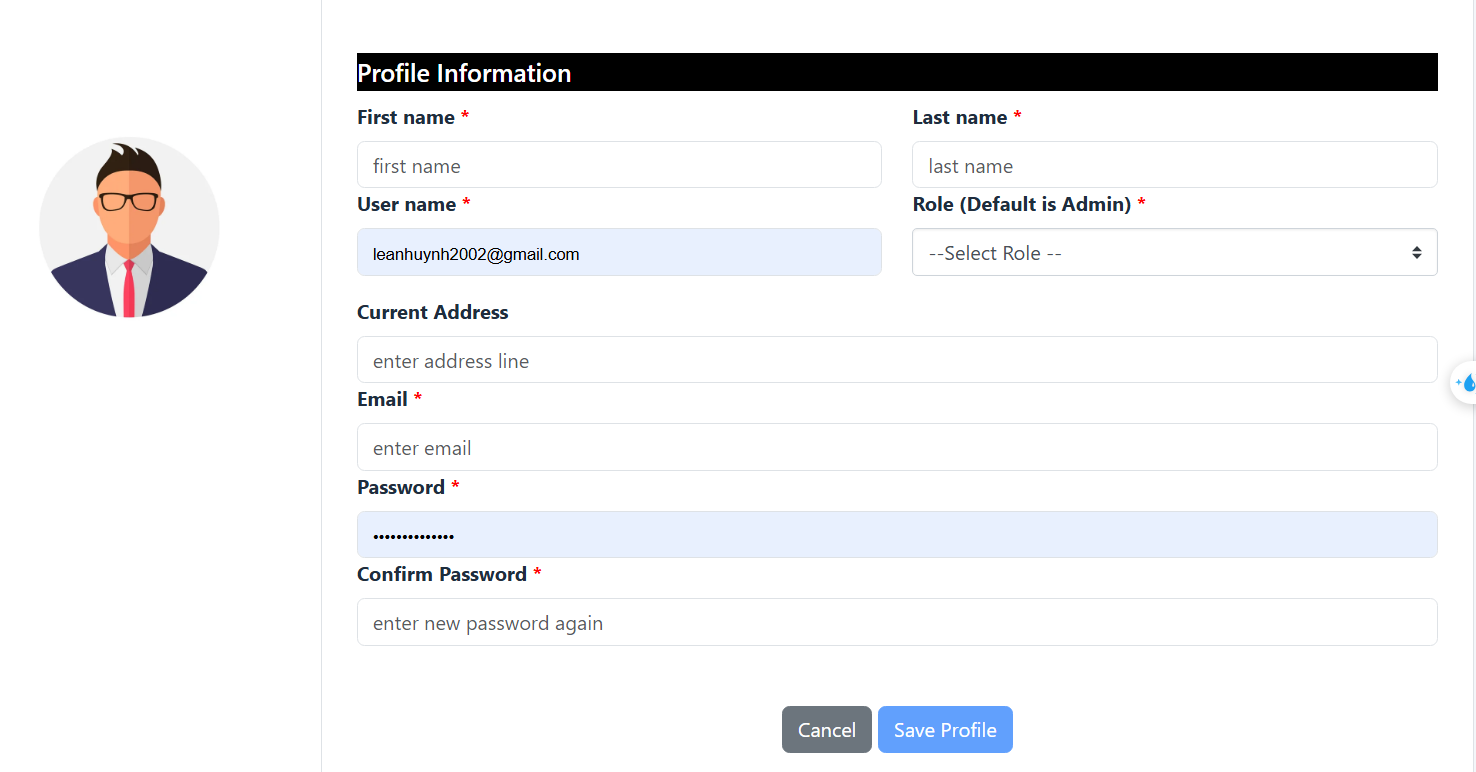 Profile Information
First name * Last name *
first name last name
User name * Role (Default is Admin) *
leanhuynh2002@gmail.com --Select Role --
Current Address
enter address line
Email *
enter email
Password *
••••••••••••••
Confirm Password *
enter new password again
Cancel Save Profile